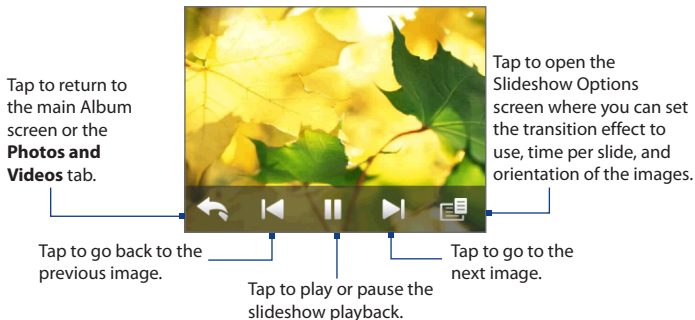 Tap to return to
the main Album
screen or the
Photos and
Videos tab.
Tap to open the
Slideshow Options
screen where you can set
the transition effect to
use, time per slide, and
orientation of the images.
Tap to go back to the
previous image.
Tap to play or pause the
slideshow playback.
Tap to go to the
next image.